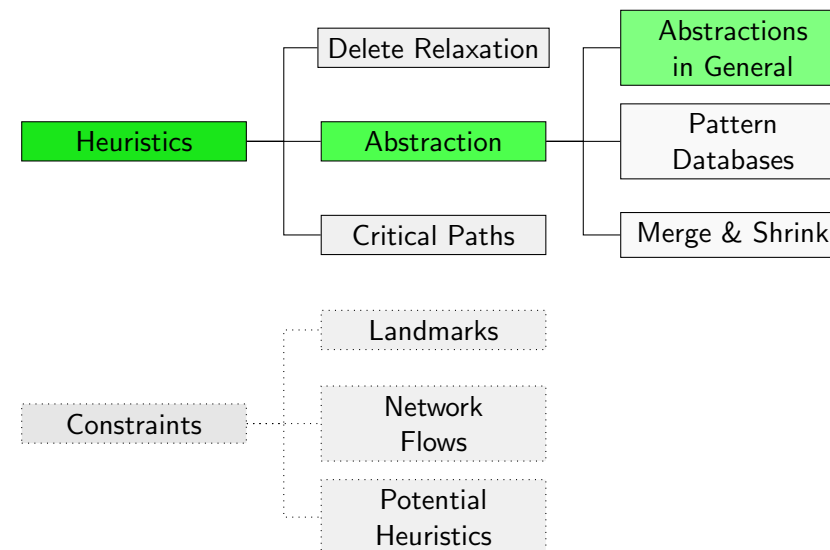 Heuristics
Delete Relaxation
Abstraction
Critical Paths
Abstractions
in General
Pattern
Databases
Merge & Shrink
Constraints
Landmarks
Network
Flows
Potential
Heuristics